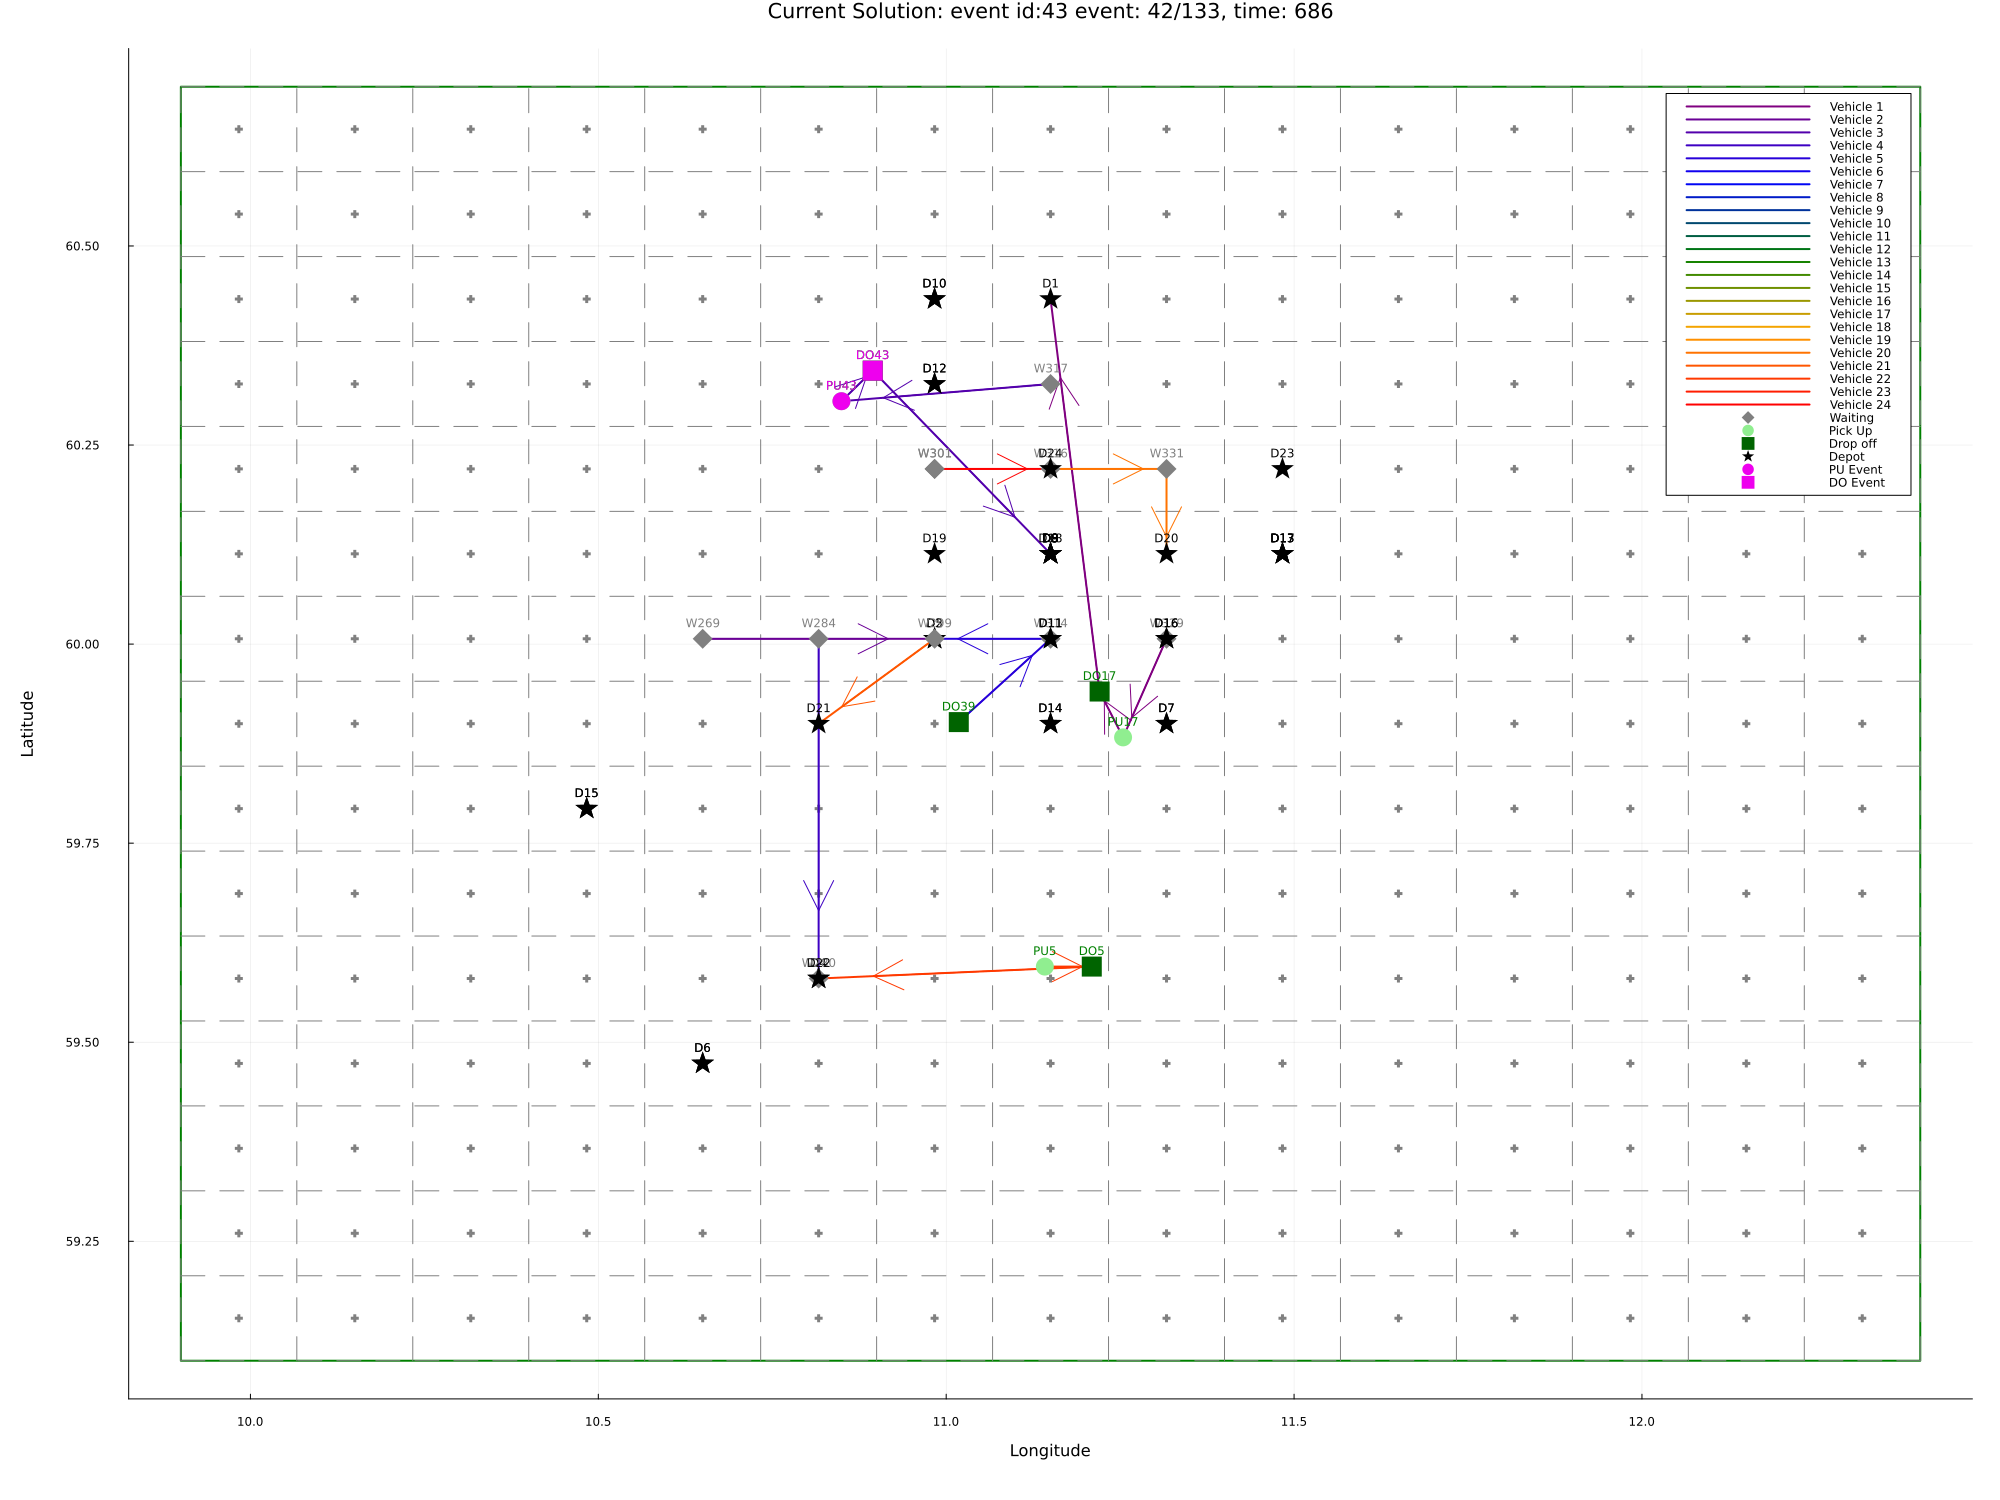 Current Solution: event id:43 event: 42/133, time: 686
Vehicle 1
Vehicle 2
Vehicle 3
Vehicle 4
Vehicle 5
Vehicle 6
Vehicle 7
Vehicle 8
Vehicle 9
Vehicle 10
Vehicle 11
Vehicle 12
Vehicle 13
Vehicle 14
Vehicle 15
Vehicle 16
Vehicle 17
Vehicle 18
Vehicle 19
Vehicle 20
Vehicle 21
Vehicle 22
Vehicle 23
Vehicle 24
Waiting
Pick Up
Drop off
Depot
PU Event
DO Event
60.50
D10 D1
DO43
D12 W317
PU43
60.25
W301 D24 W331 D23
D19 D20
60.00
W269 W284 D11 D16
DO17
DO39
D21 D14 D7
PU17
D15
59.75
PU5 DO5
D22
D6
59.50
59.25
10.0 10.5 11.0 11.5 12.0
Longitude
Latitude